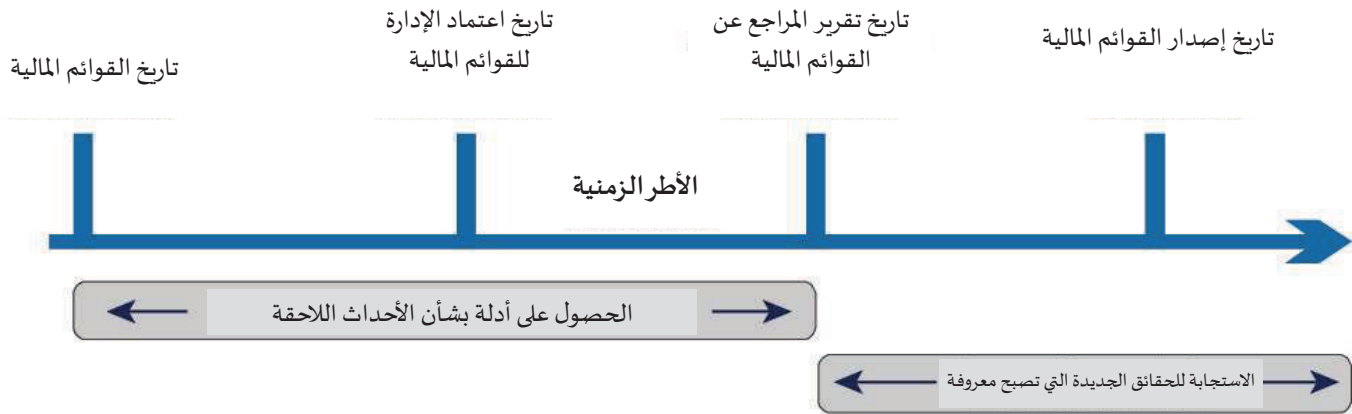 تاريخ القوائم المالية
تاريخ اعتماد الإدارة
للقوائم المالية
تاريخ تقرير المراجع عن
القوائم المالية
تاريخ إصدار القوائم المالية
الأطر الزمنية
الحصول على أدلة بشأن الأحداث اللاحقة
الاستجابة للحقائق الجديدة التي تصبح معروفة